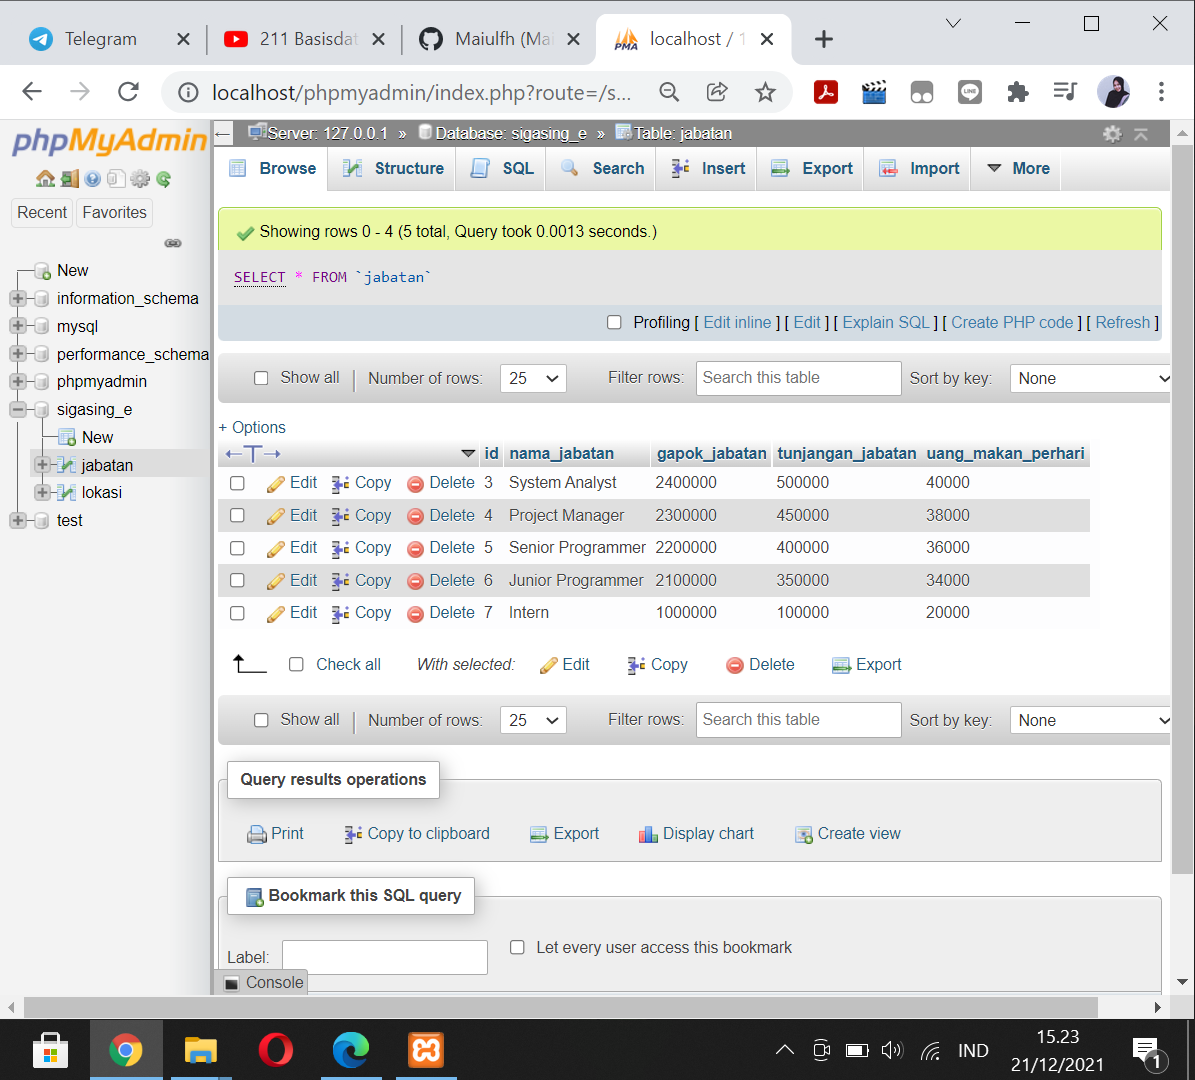 Telegram
211 Basisdat
Maiulfh (Mai
localhost / 1
localhost/phpmyadmin/index.php?route=/s...
phpMyAdmin
Recent
Favorites
New
information_schema
mysql
performance_schema
phpmyadmin
sigasing_e
New
jabatan
lokasi
test
Server: 127.0.0.1 » Database: sigasing_e » Table: jabatan
Browse Structure SQL Search Insert Export Import More
Showing rows 0 - 4 (5 total, Query took 0.0013 seconds.)
SELECT * FROM `jabatan`
Profiling [ Edit inline ] [ Edit ] [ Explain SQL ] [ Create PHP code ] [ Refresh ]
Show all | Number of rows: 25 Filter rows: Search this table Sort by key: None
+ Options
←T→ id nama_jabatan gapok_jabatan tunjangan_jabatan uang_makan_perhari
Edit Copy Delete 3 System Analyst 2400000 500000 40000
Edit Copy Delete 4 Project Manager 2300000 450000 38000
Edit Copy Delete 5 Senior Programmer 2200000 400000 36000
Edit Copy Delete 6 Junior Programmer 2100000 350000 34000
Edit Copy Delete 7 Intern 1000000 100000 20000
Check all With selected: Edit Copy Delete Export
Show all | Number of rows: 25 Filter rows: Search this table Sort by key: None
Query results operations
Print Copy to clipboard Export Display chart Create view
Bookmark this SQL query
Label: Let every user access this bookmark
Console
IND
15.23
21/12/2021
1